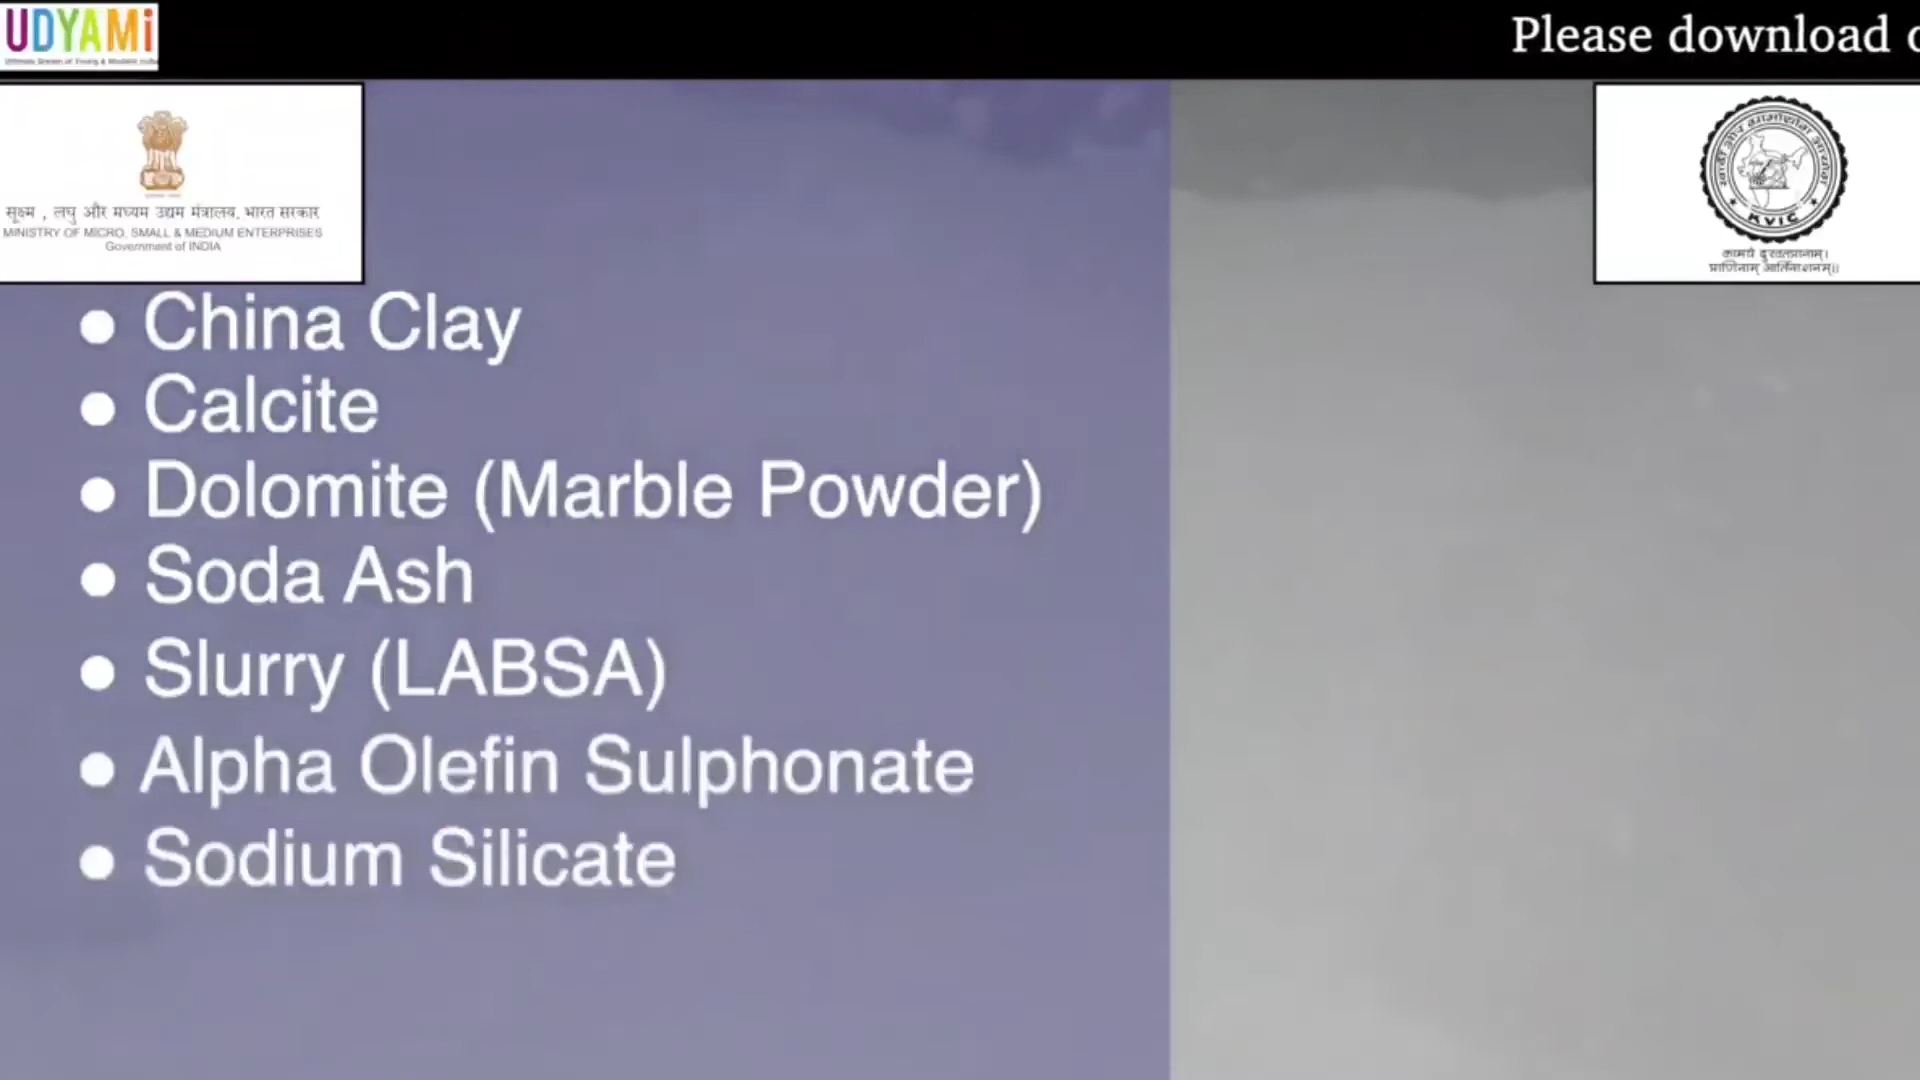 UDYAMi
Please download
सूक्ष्म , लघु और मध्यम उद्यम मंत्रालय, भारत सरकार
MINISTRY OF MICRO, SMALL & MEDIUM ENTERPRISES
Government of INDIA
KVIC
• China Clay
• Calcite
• Dolomite (Marble Powder)
• Soda Ash
• Slurry (LABSA)
• Alpha Olefin Sulphonate
• Sodium Silicate